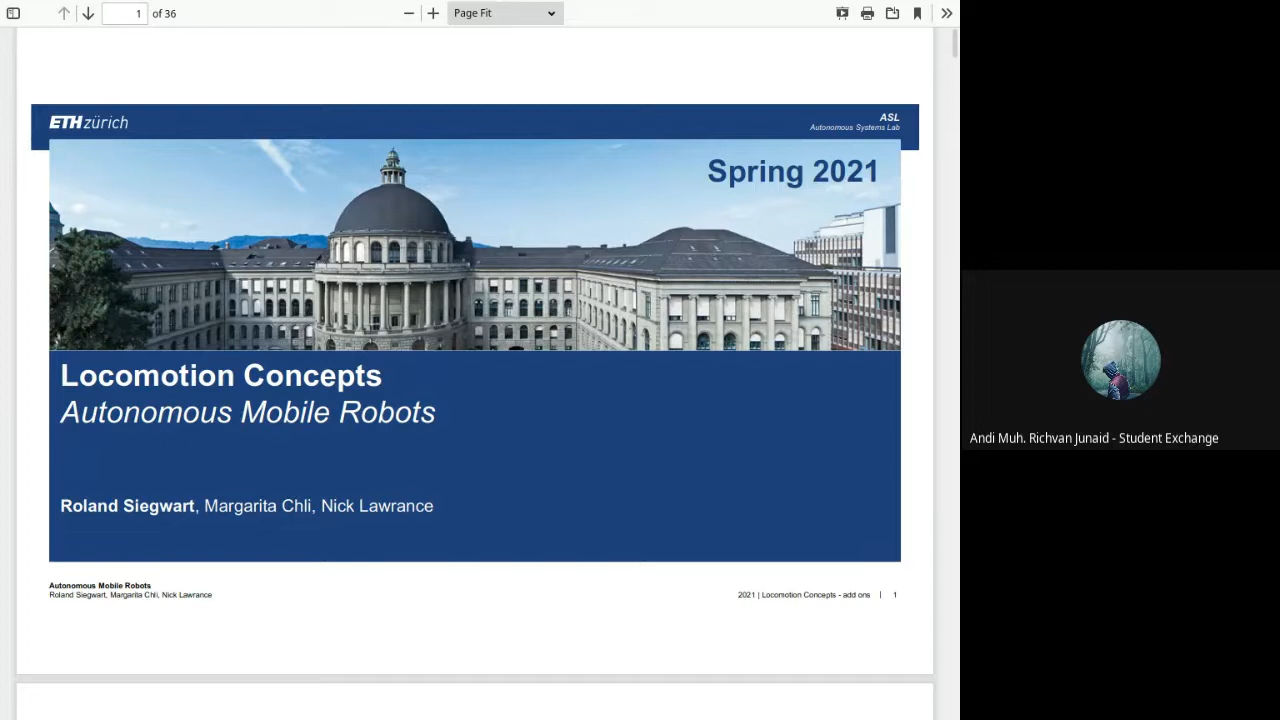 1 of 36
Page Fit
ETH zürich
ASL
Autonomous Systems Lab
Spring 2021
Locomotion Concepts
Autonomous Mobile Robots
Roland Siegwart, Margarita Chli, Nick Lawrance
Autonomous Mobile Robots
Roland Siegwart, Margarita Chli, Nick Lawrance
2021 | Locomotion Concepts - add ons | 1
Andi Muh. Richvan Junaid - Student Exchange